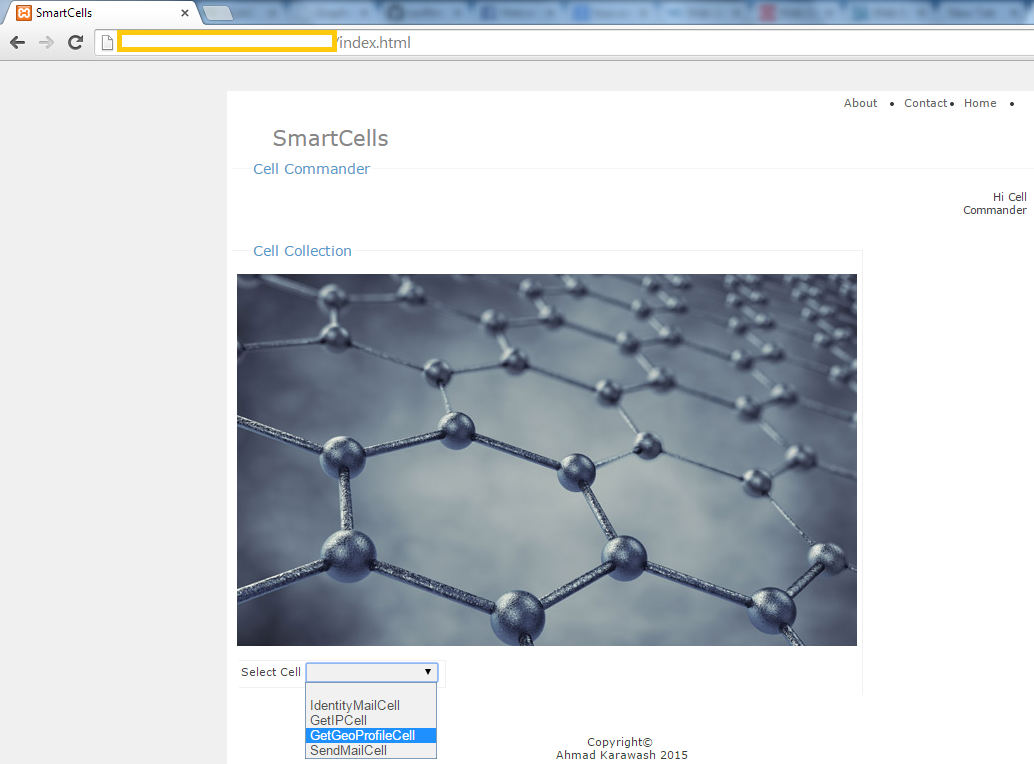 SmartCells
/index.html
About • Contact • Home •
SmartCells
Cell Commander
Hi Cell
Commander
Cell Collection
Select Cell
IdentityMailCell
GetIPCell
GetGeoProfileCell
SendMailCell
Copyright©
Ahmad Karawash 2015